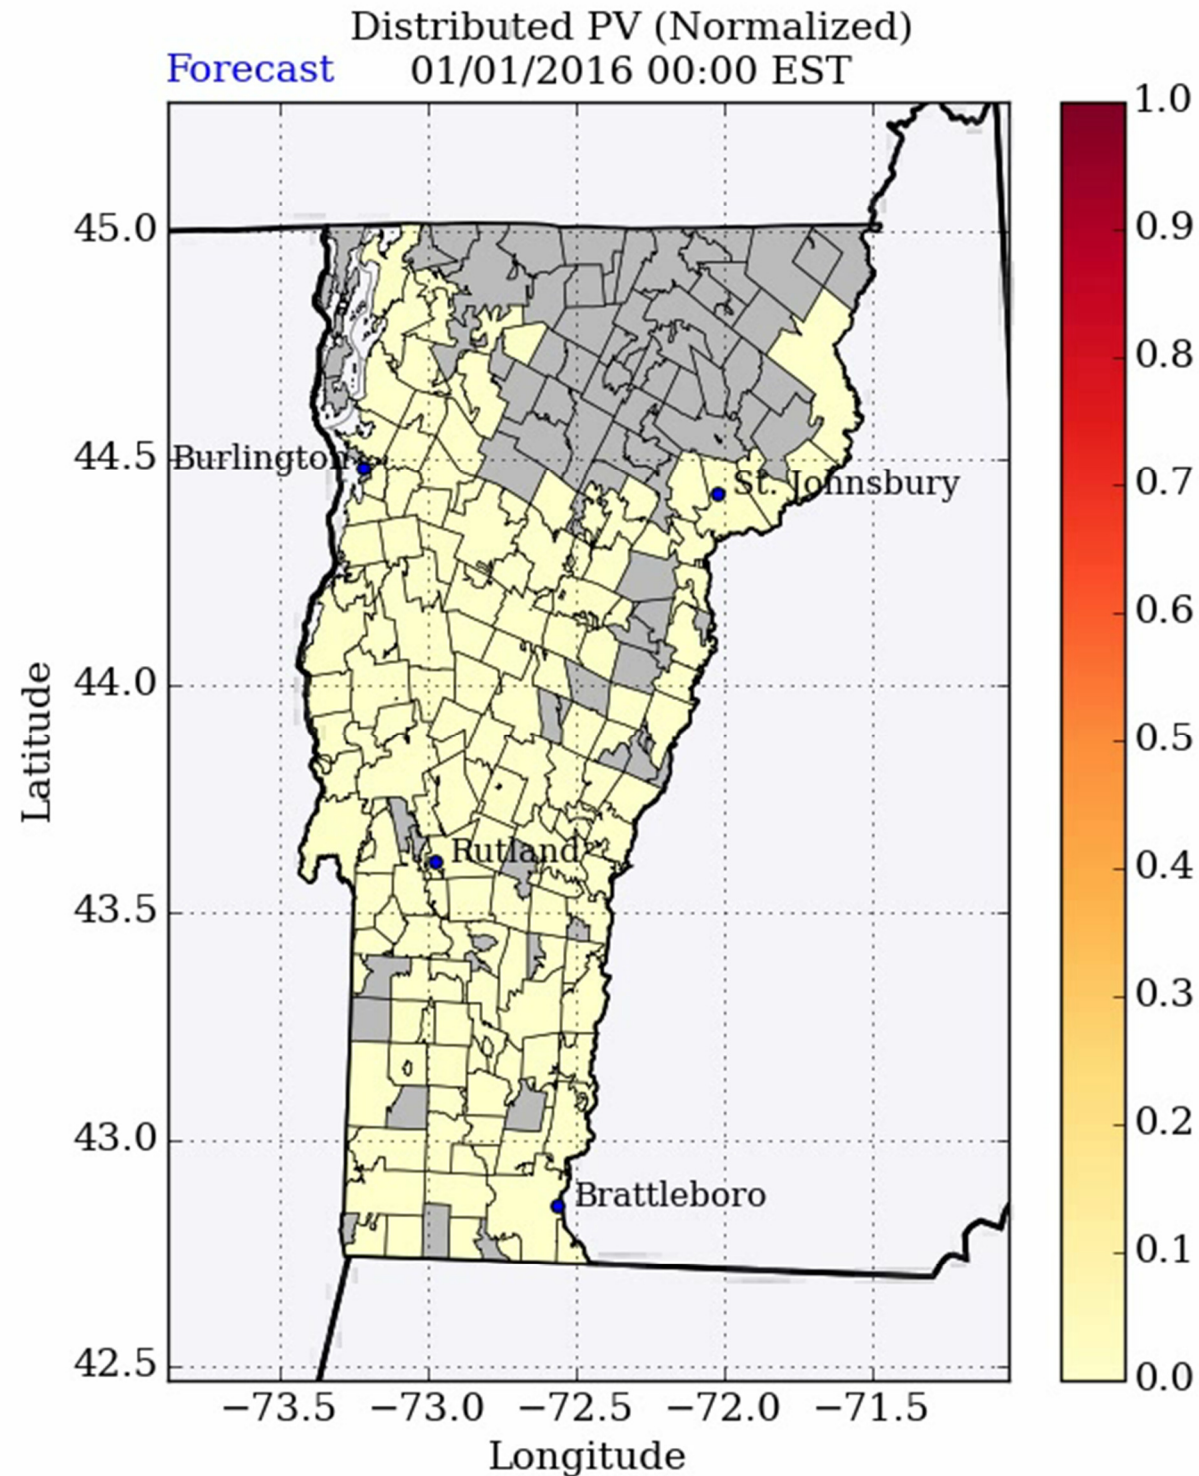 Distributed PV (Normalized)
Forecast 01/01/2016 00:00 EST
1.0
0.9
0.8
0.7
0.6
0.5
0.4
0.3
0.2
0.1
0.0
Latitude
45.0
44.5
44.0
43.5
43.0
42.5
Burlington
St. Johnsbury
Rutland
Brattleboro
−73.5 −73.0 −72.5 −72.0 −71.5
Longitude